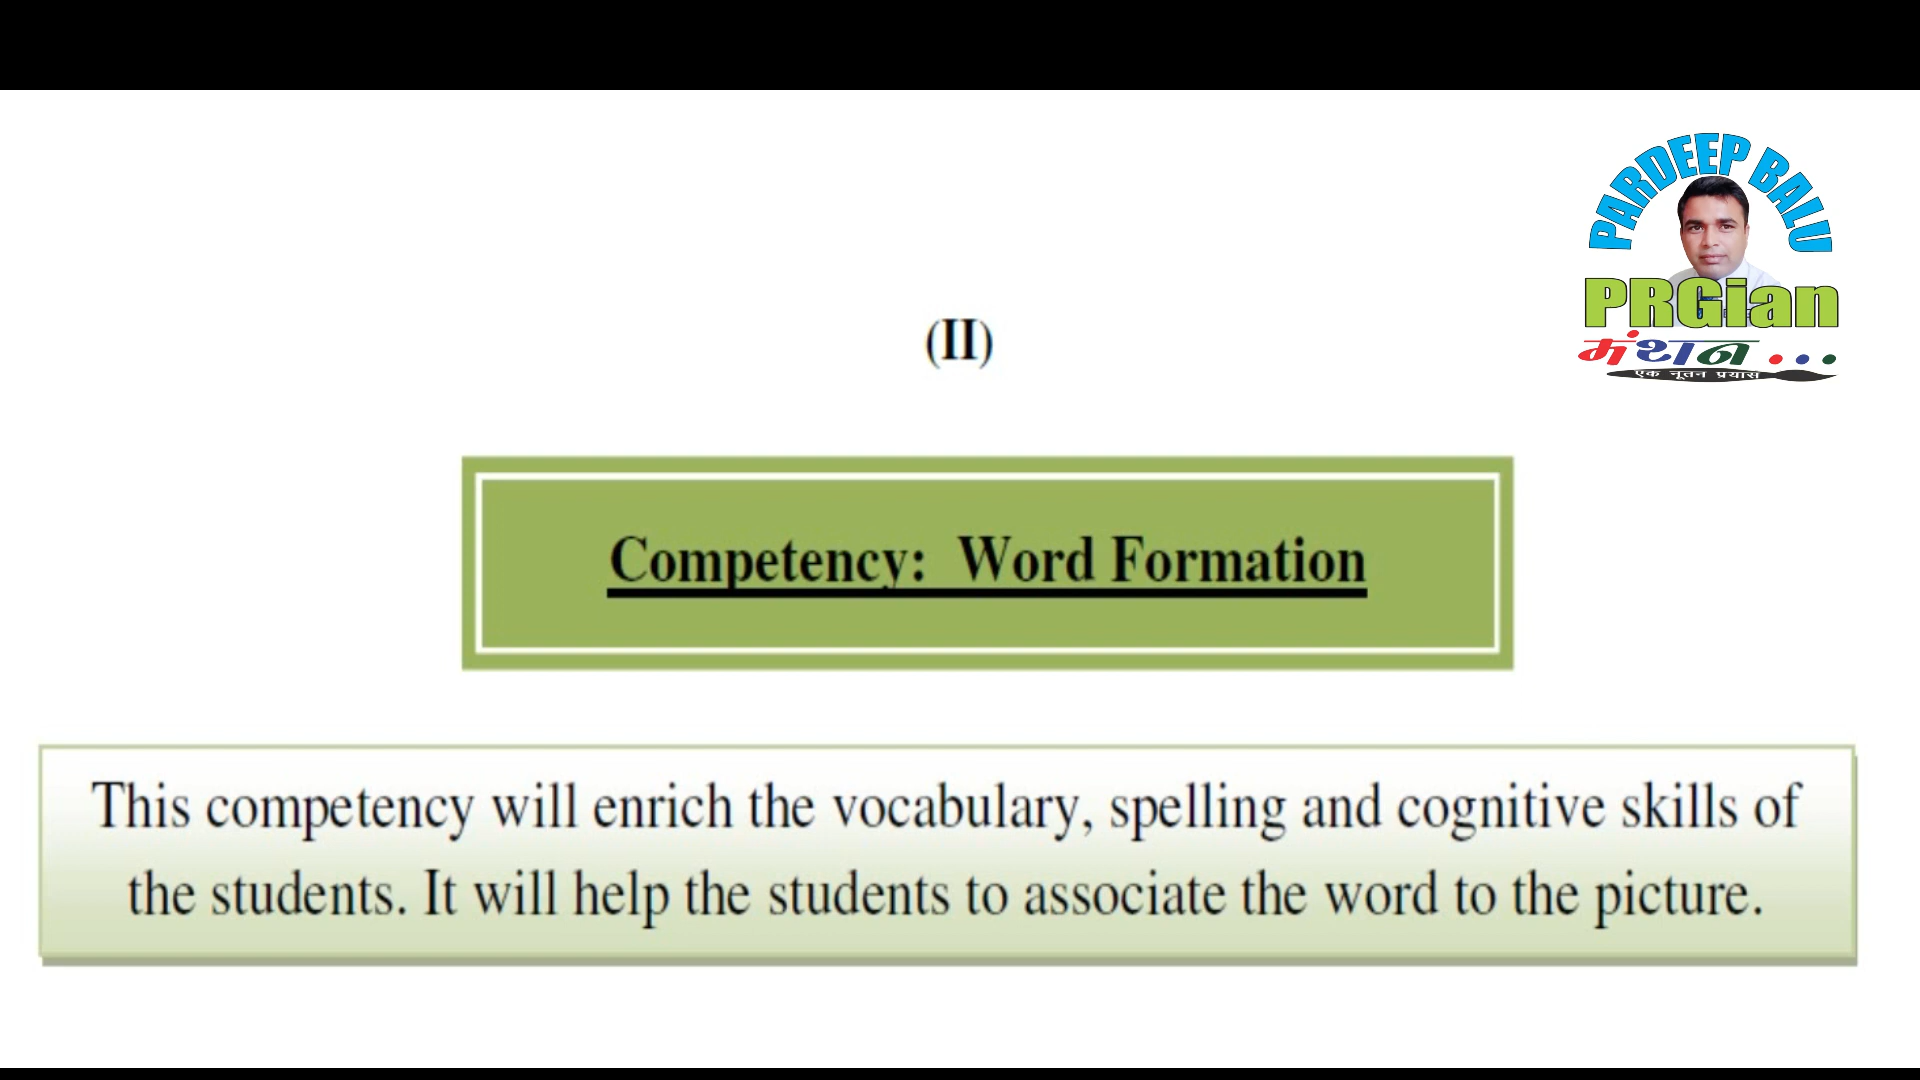 PARDEEP BALU
PRGian
मंथन...
एक नूतन प्रयास
(II)
Competency: Word Formation
This competency will enrich the vocabulary, spelling and cognitive skills of
the students. It will help the students to associate the word to the picture.